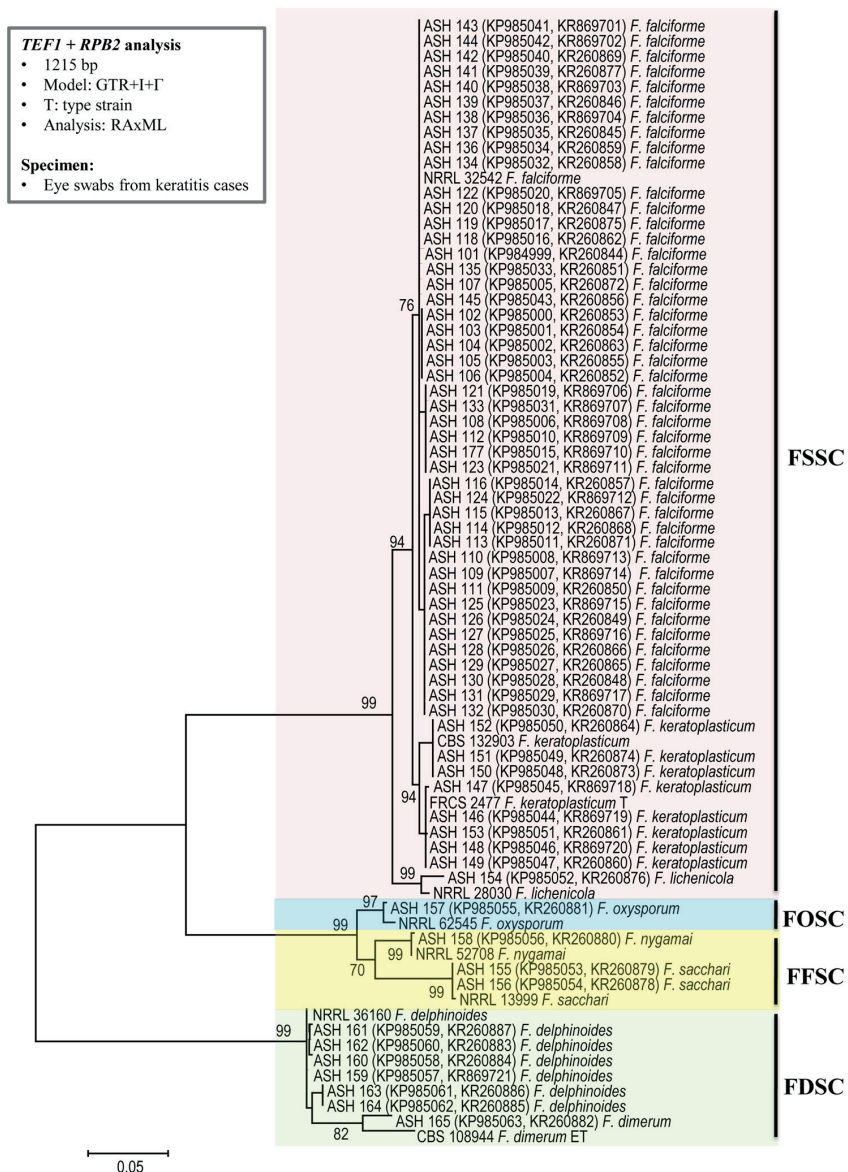 TEF1 + RPB2 analysis
• 1215 bp
• Model: GTR+I+Γ
• T: type strain
• Analysis: RAxML
Specimen:
• Eye swabs from keratitis cases
ASH 143 (KP985041, KR869701) F. falciforme
ASH 144 (KP985042, KR869702) F. falciforme
ASH 142 (KP985040, KR260869) F. falciforme
ASH 141 (KP985039, KR260877) F. falciforme
ASH 140 (KP985038, KR869703) F. falciforme
ASH 139 (KP985037, KR260846) F. falciforme
ASH 138 (KP985036, KR869704) F. falciforme
ASH 137 (KP985035, KR260845) F. falciforme
ASH 136 (KP985034, KR260859) F. falciforme
ASH 134 (KP985032, KR260858) F. falciforme
NRRL 32542 F. falciforme
ASH 122 (KP985020, KR869705) F. falciforme
ASH 120 (KP985018, KR260847) F. falciforme
ASH 119 (KP985017, KR260875) F. falciforme
ASH 118 (KP985016, KR260862) F. falciforme
ASH 101 (KP984999, KR260844) F. falciforme
ASH 135 (KP985033, KR260851) F. falciforme
ASH 107 (KP985005, KR260872) F. falciforme
ASH 145 (KP985043, KR260856) F. falciforme
76
ASH 102 (KP985000, KR260853) F. falciforme
ASH 103 (KP985001, KR260854) F. falciforme
ASH 104 (KP985002, KR260863) F. falciforme
ASH 105 (KP985003, KR260855) F. falciforme
ASH 106 (KP985004, KR260852) F. falciforme
ASH 121 (KP985019, KR869706) F. falciforme
ASH 133 (KP985031, KR869707) F. falciforme
ASH 108 (KP985006, KR869708) F. falciforme
ASH 112 (KP985010, KR869709) F. falciforme
ASH 177 (KP985015, KR869710) F. falciforme
ASH 123 (KP985021, KR869711) F. falciforme
FSSC
ASH 116 (KP985014, KR260857) F. falciforme
ASH 124 (KP985022, KR869712) F. falciforme
ASH 115 (KP985013, KR260867) F. falciforme
ASH 114 (KP985012, KR260868) F. falciforme
94
ASH 113 (KP985011, KR260871) F. falciforme
ASH 110 (KP985008, KR869713) F. falciforme
ASH 109 (KP985007, KR869714) F. falciforme
ASH 111 (KP985009, KR260850) F. falciforme
ASH 125 (KP985023, KR869715) F. falciforme
ASH 126 (KP985024, KR260849) F. falciforme
ASH 127 (KP985025, KR869716) F. falciforme
ASH 128 (KP985026, KR260866) F. falciforme
ASH 129 (KP985027, KR260865) F. falciforme
ASH 130 (KP985028, KR260848) F. falciforme
ASH 131 (KP985029, KR869717) F. falciforme
99
ASH 132 (KP985030, KR260870) F. falciforme
ASH 152 (KP985050, KR260864) F. keratoplasticum
CBS 132903 F. keratoplasticum
ASH 151 (KP985049, KR260874) F. keratoplasticum
ASH 150 (KP985048, KR260873) F. keratoplasticum
ASH 147 (KP985045, KR869718) F. keratoplasticum
94
FRCS 2477 F. keratoplasticum T
ASH 146 (KP985044, KR869719) F. keratoplasticum
ASH 153 (KP985051, KR260861) F. keratoplasticum
ASH 148 (KP985046, KR869720) F. keratoplasticum
ASH 149 (KP985047, KR260860) F. keratoplasticum
99
ASH 154 (KP985052, KR260876) F. lichenicola
NRRL 28030 F. lichenicola
97
ASH 157 (KP985055, KR260881) F. oxysporum
FOSC
99
NRRL 62545 F. oxysporum
ASH 158 (KP985056, KR260880) F. nygamai
99
NRRL 52708 F. nygamai
70
ASH 155 (KP985053, KR260879) F. sacchari
FFSC
ASH 156 (KP985054, KR260878) F. sacchari
99
NRRL 13999 F. sacchari
NRRL 36160 F. delphinoides
99
ASH 161 (KP985059, KR260887) F. delphinoides
ASH 162 (KP985060, KR260883) F. delphinoides
ASH 160 (KP985058, KR260884) F. delphinoides
ASH 159 (KP985057, KR869721) F. delphinoides
FDSC
ASH 163 (KP985061, KR260886) F. delphinoides
ASH 164 (KP985062, KR260885) F. delphinoides
ASH 165 (KP985063, KR260882) F. dimerum
82
CBS 108944 F. dimerum ET
0.05